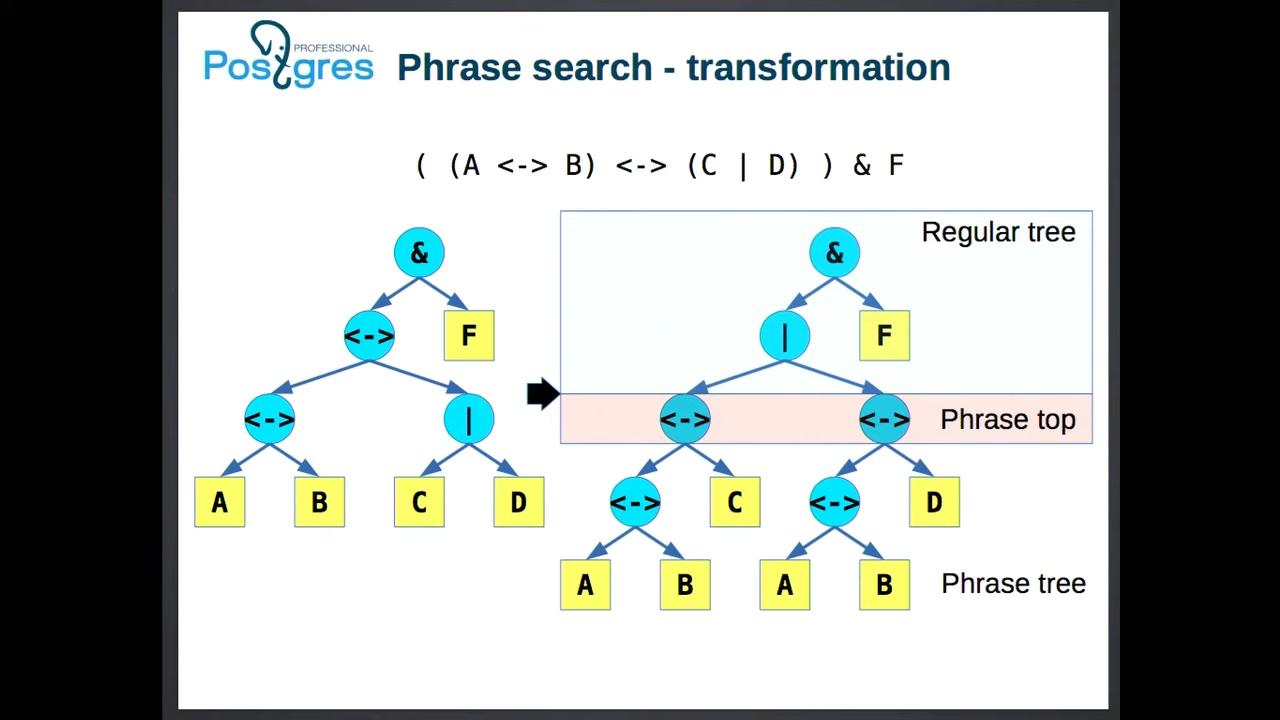 PROFESSIONAL
Postgres
Phrase search - transformation
( (A <-> B) <-> (C | D) ) & F
& & Regular tree
<-> F | F
<-> | <-> <-> Phrase top
A B C D <-> C <-> D
A B A B Phrase tree